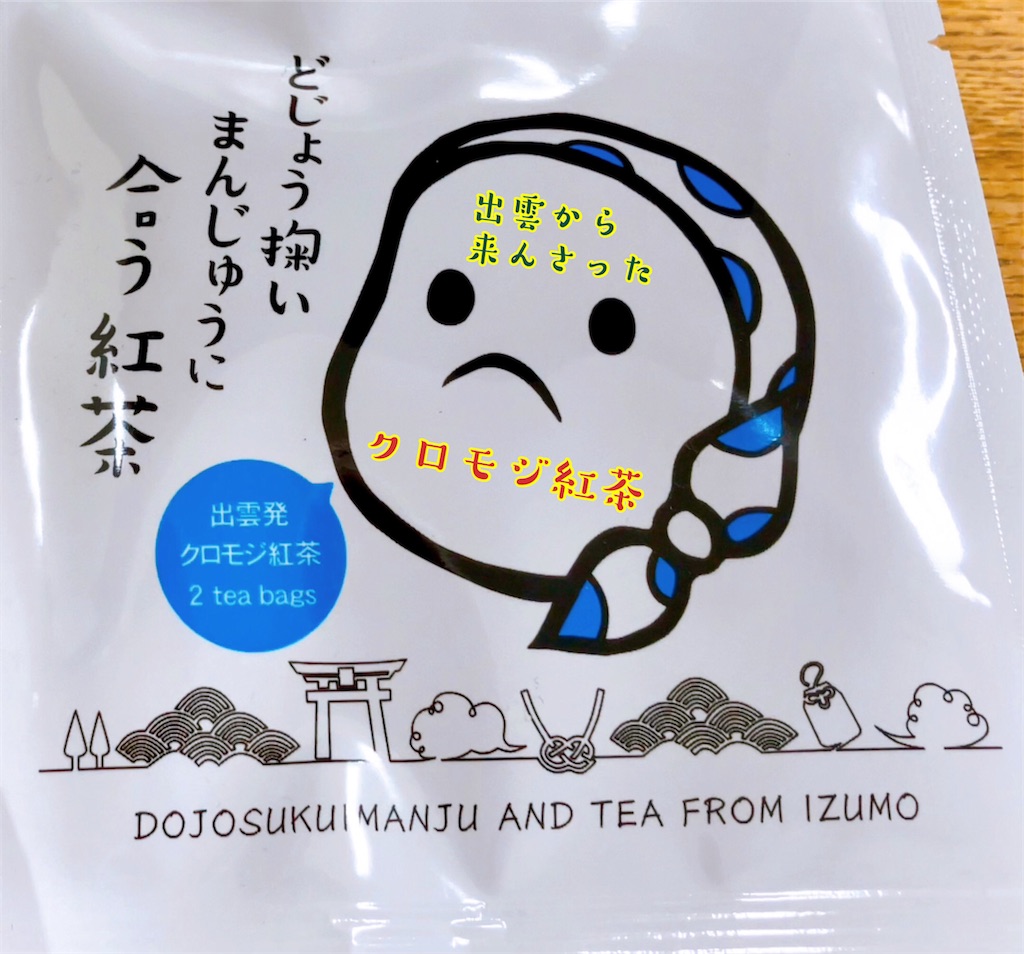 どじょう掬い
まんじゅうに
合う紅茶
出雲から
来んさった
クロモジ紅茶
出雲発
クロモジ紅茶
2 tea bags
DOJOSUKUIMANJU AND TEA FROM IZUMO